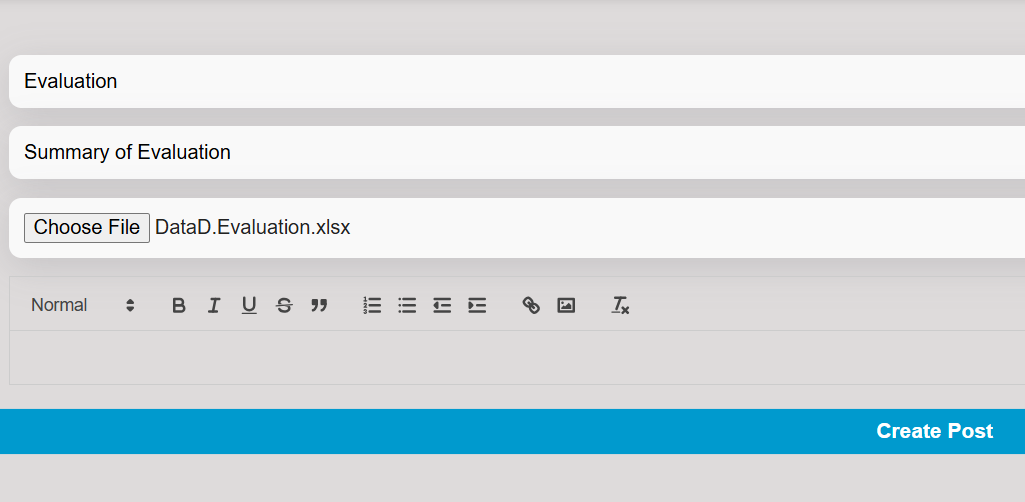 Evaluation
Summary of Evaluation
Choose File DataD.Evaluation.xlsx
Normal
Create Post